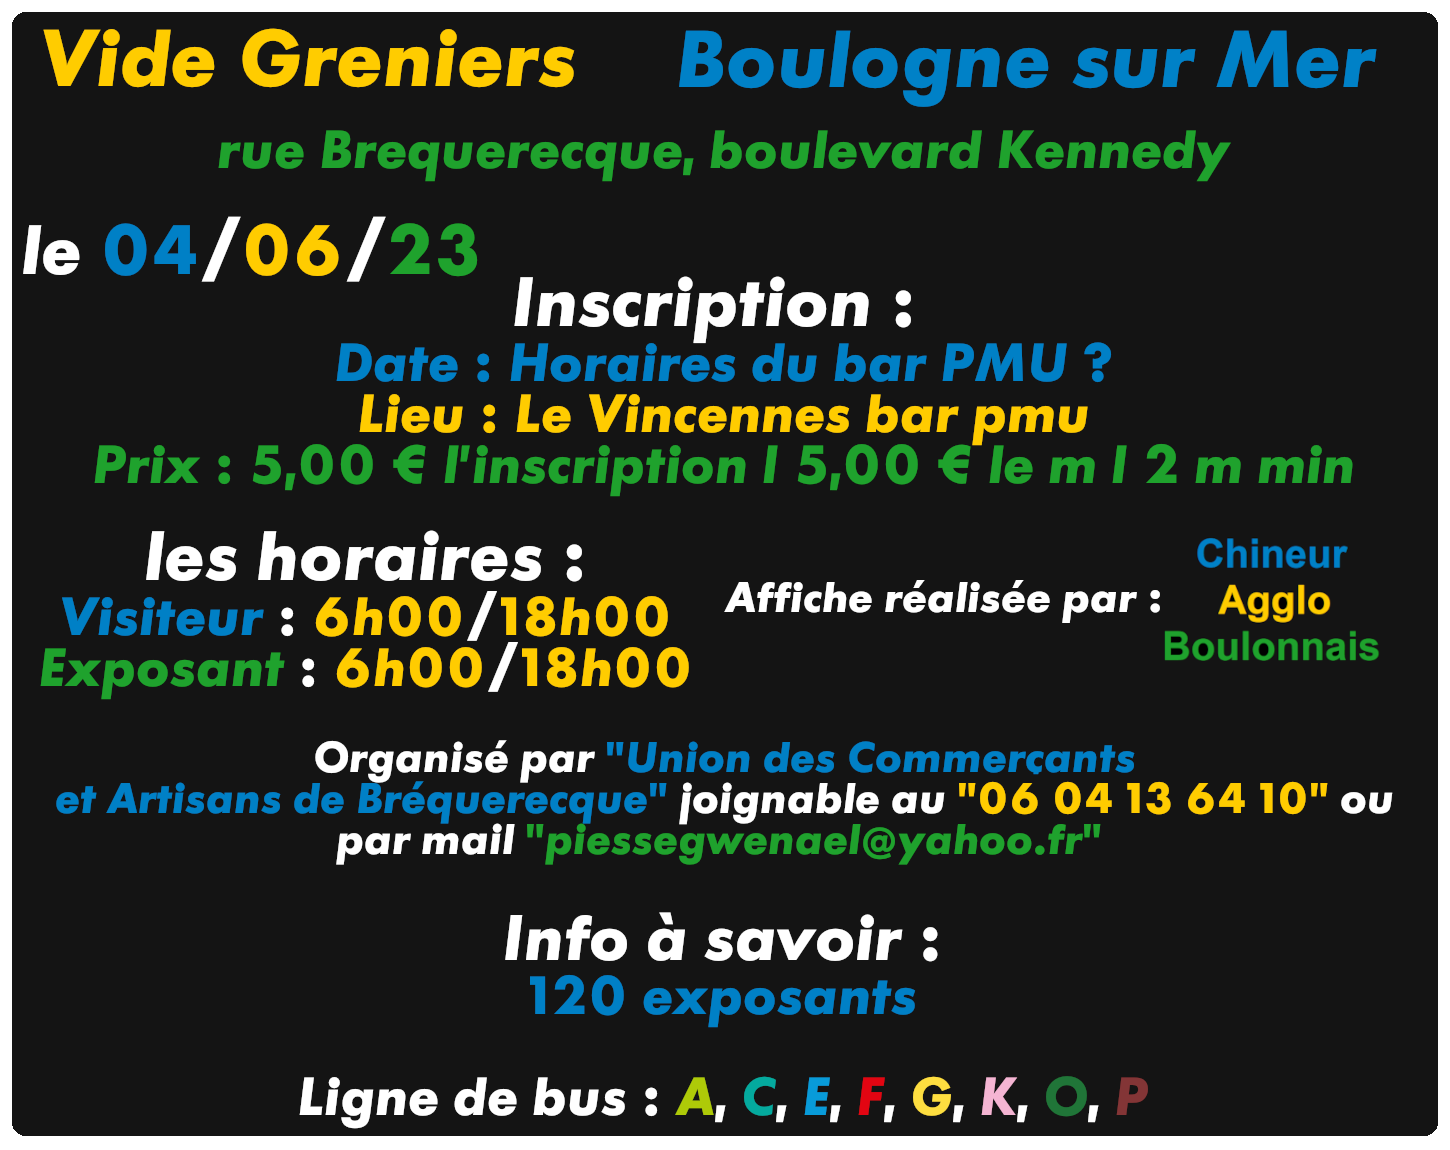 Vide Greniers Boulogne sur Mer
rue Brequerecque, boulevard Kennedy
le 04/06/23
Inscription :
Date : Horaires du bar PMU ?
Lieu : Le Vincennes bar pmu
Prix : 5,00 € l'inscription l 5,00 € le m l 2 m min
les horaires :
Visiteur : 6h00/18h00
Exposant : 6h00/18h00
Affiche réalisée par :
Chineur
Agglo
Boulonnais
Organisé par "Union des Commerçants
et Artisans de Bréquerecque" joignable au "06 04 13 64 10" ou
par mail "piessegwenael@yahoo.fr"
Info à savoir :
120 exposants
Ligne de bus : A, C, E, F, G, K, O, P